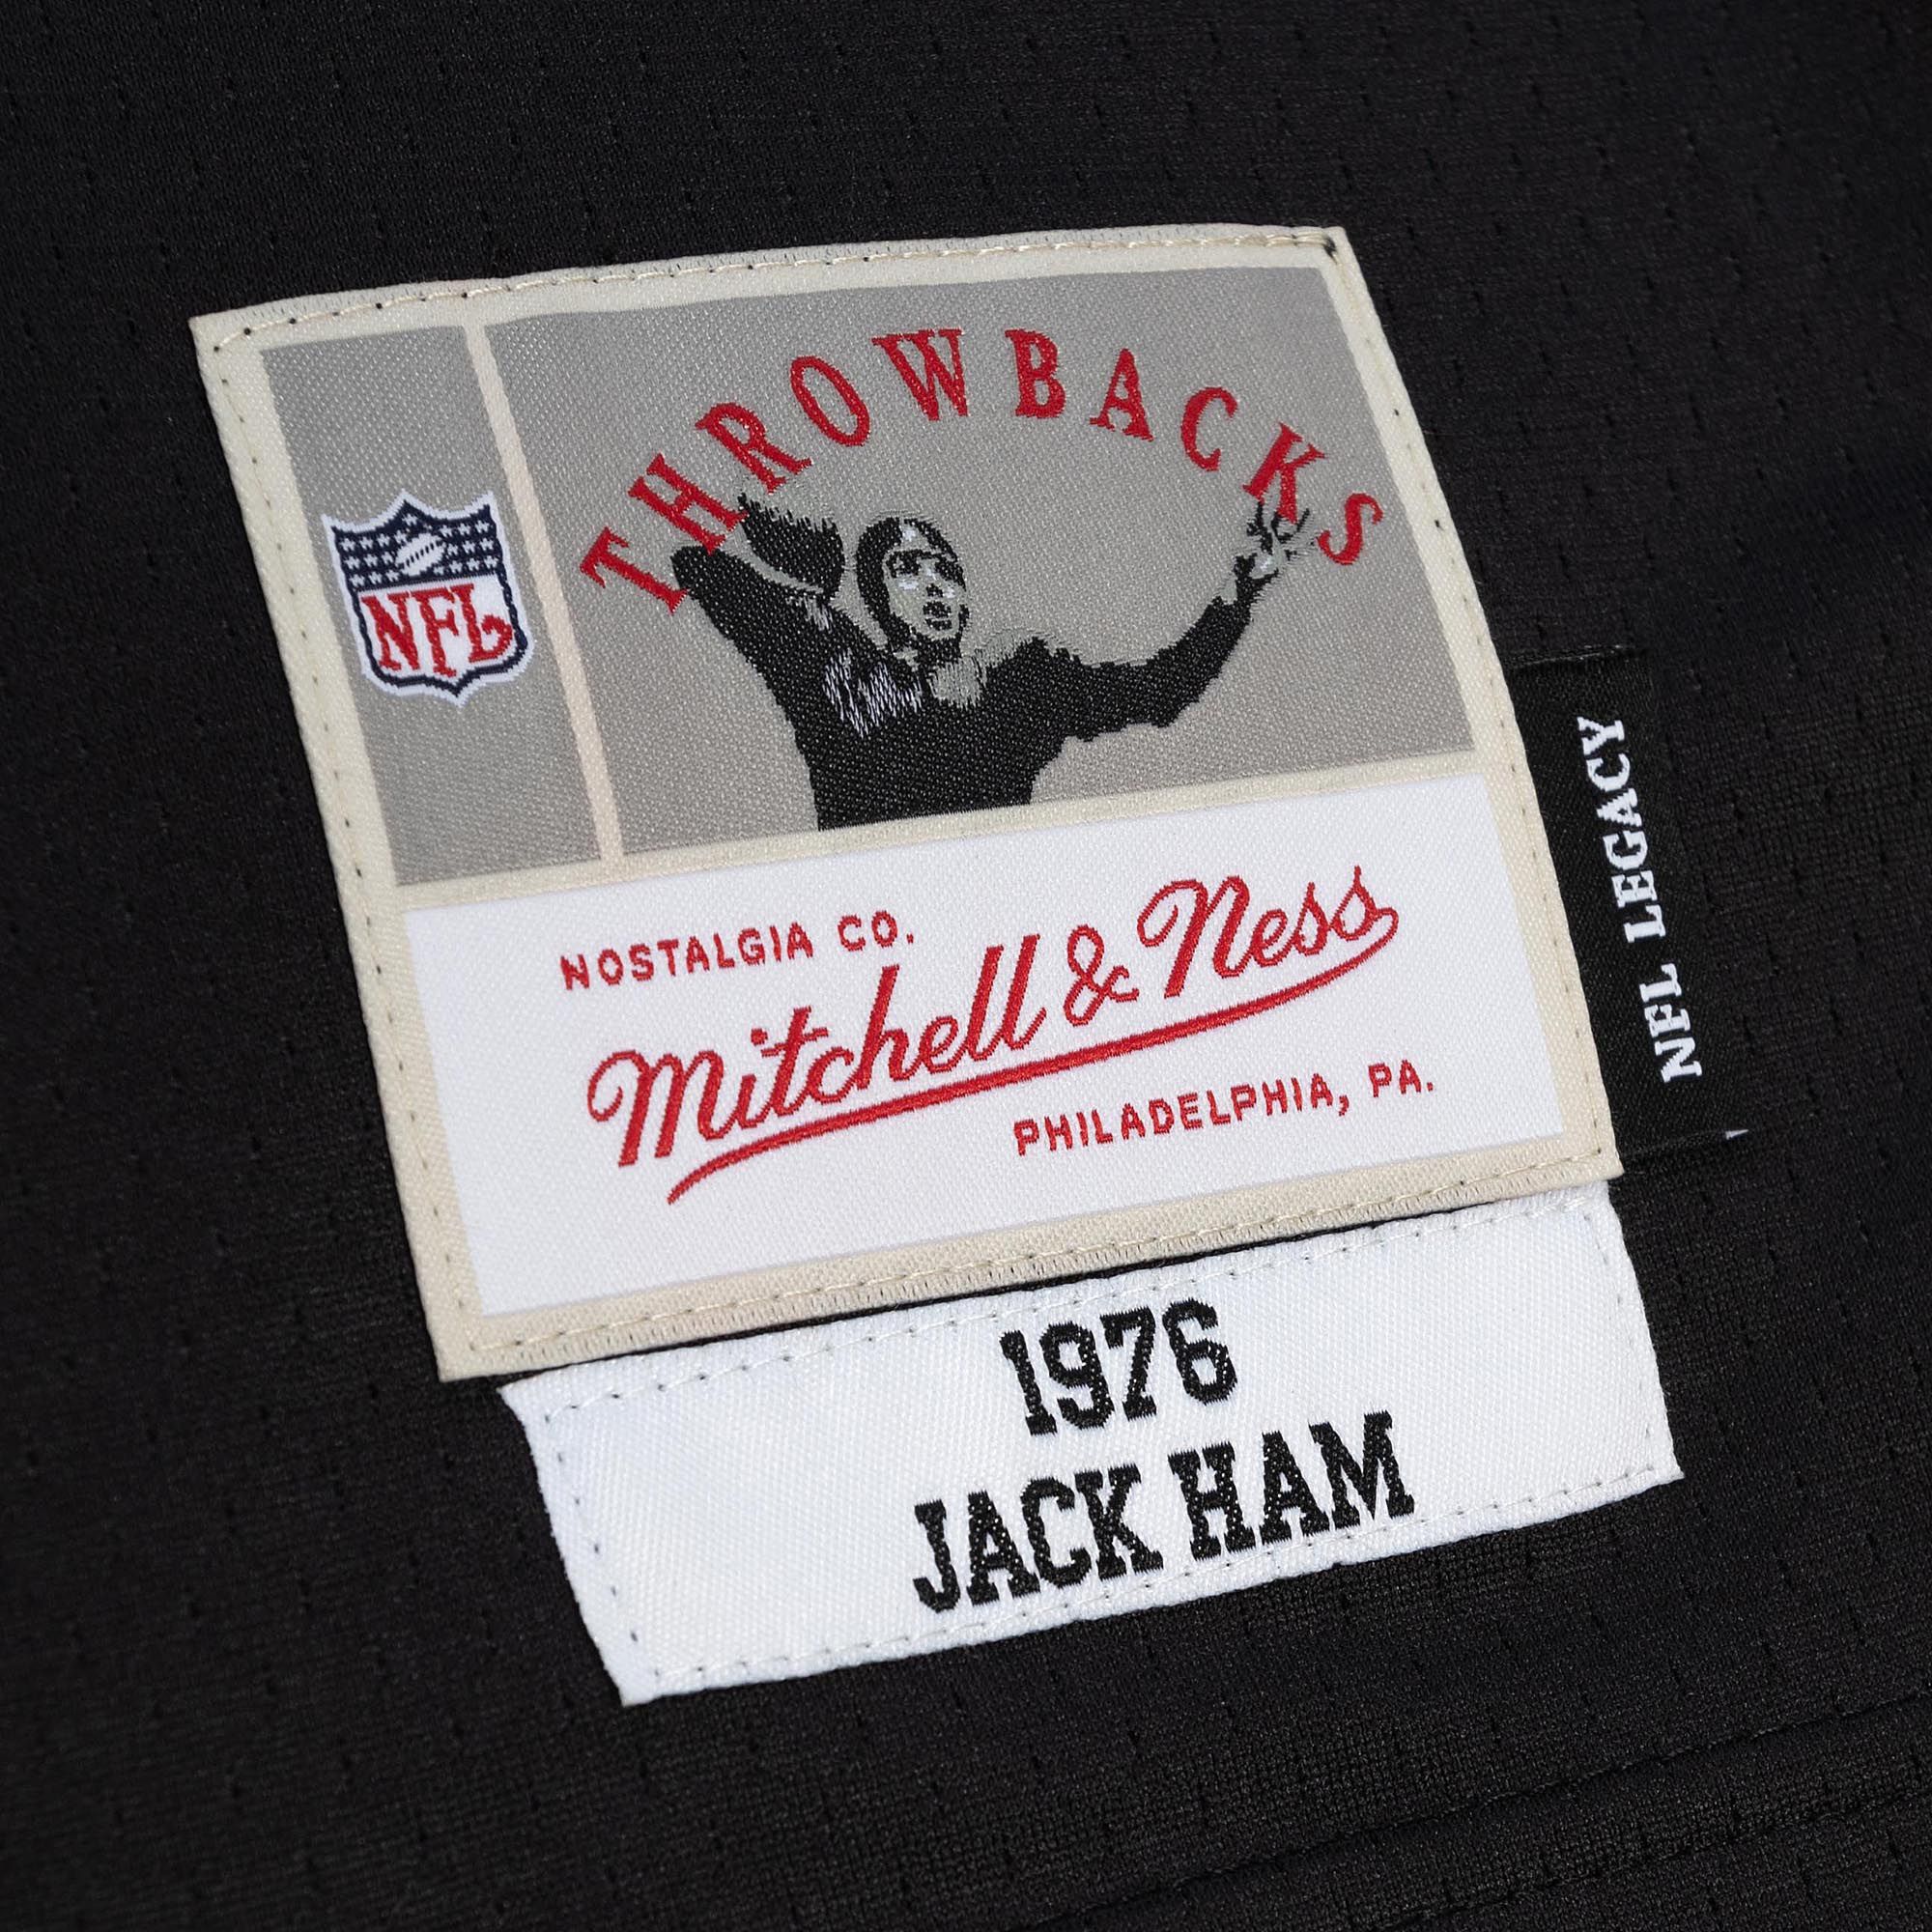 THROWBACKS
NFL
NOSTALGIA CO.
Mitchell & Ness
PHILADELPHIA, PA.
NFL LEGACY
1976
JACK HAM